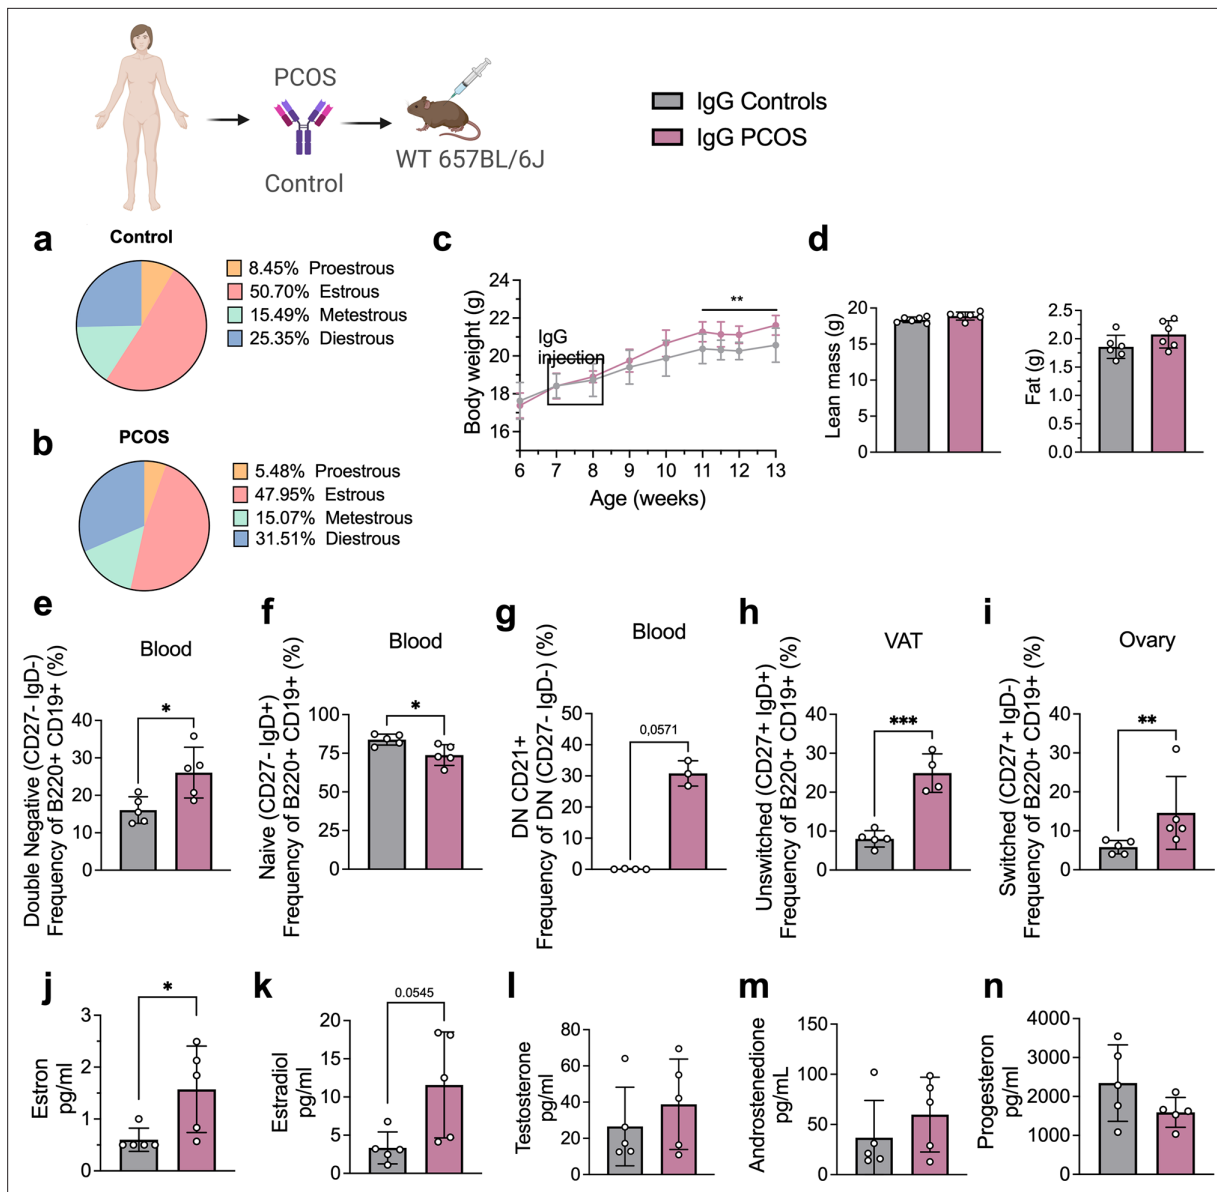 PCOS
Control
WT 657BL/6J
IgG Controls
IgG PCOS
a
Control
8.45% Proestrous
50.70% Estrous
15.49% Metestrous
25.35% Diestrous
b
PCOS
5.48% Proestrous
47.95% Estrous
15.07% Metestrous
31.51% Diestrous
c
Body weight (g)
24
22
20
18
16
IgG
injection
**
6 7 8 9 10 11 12 13
Age (weeks)
d
Lean mass (g)
20
15
10
5
0
Fat (g)
2.5
2.0
1.5
1.0
0.5
0.0
e
Blood
Double Negative (CD27- IgD-)
Frequency of B220+ CD19+ (%)
40
30
20
10
0
*
f
Blood
Naive (CD27- IgD+)
Frequency of B220+ CD19+ (%)
100
75
50
25
0
*
g
Blood
DN CD21+
Frequency of DN (CD27- IgD-) (%)
50
40
30
20
10
0
0,0571
h
VAT
Unswitched (CD27+ IgD+)
Frequency of B220+ CD19+ (%)
40
30
20
10
0
***
i
Ovary
Switched (CD27+ IgD-)
Frequency of B220+ CD19+ (%)
40
30
20
10
0
**
j
Estron
pg/ml
3
2
1
0
*
k
Estradiol
pg/ml
20
15
10
5
0
0.0545
l
Testosterone
pg/ml
80
60
40
20
0
m
Androstenedione
pg/mL
150
100
50
0
n
Progesteron
pg/ml
4000
3000
2000
1000
0